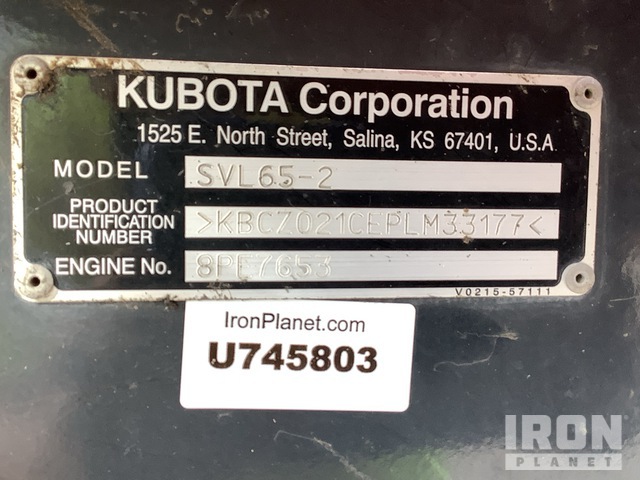 KUBOTA Corporation
1525 E. North Street, Salina, KS 67401, U.S.A
MODEL SVL65-2
PRODUCT
IDENTIFICATION
NUMBER >KBCZ021CEPLM33177<
ENGINE No. 8PE7653
V0215-57111
IronPlanet.com
U745803
IRON
PLANET